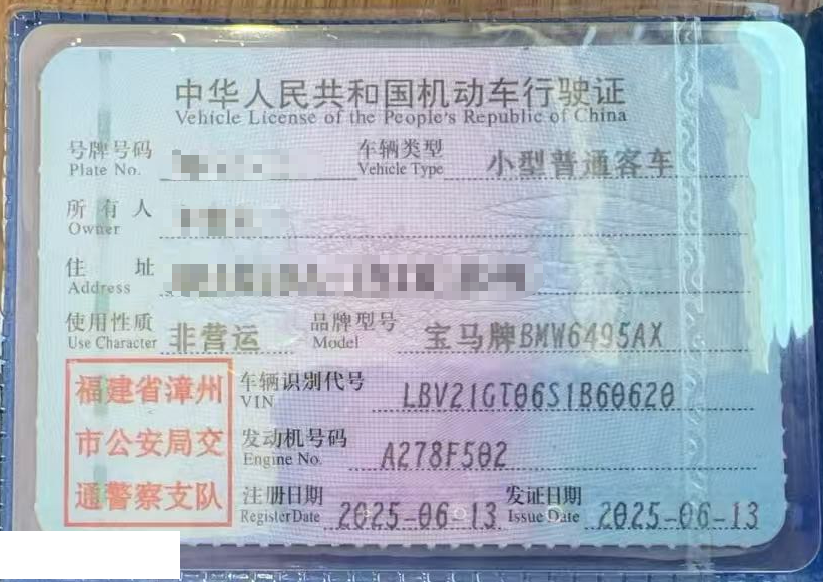 中华人民共和国机动车行驶证
Vehicle License of the People's Republic of China
号牌号码 车辆类型 小型普通客车
Plate No. Vehicle Type
所有人
Owner
住址
Address
使用性质 非营运 品牌型号 宝马牌BMW6495AX
Use Character Model
福建省漳州
市公安局交
通警察支队
车辆识别代号 LBV21GT06S1B60620
VIN
发动机号码 A278F502
Engine No.
注册日期 2025-06-13 发证日期 2025-06-13
Register Date Issue Date